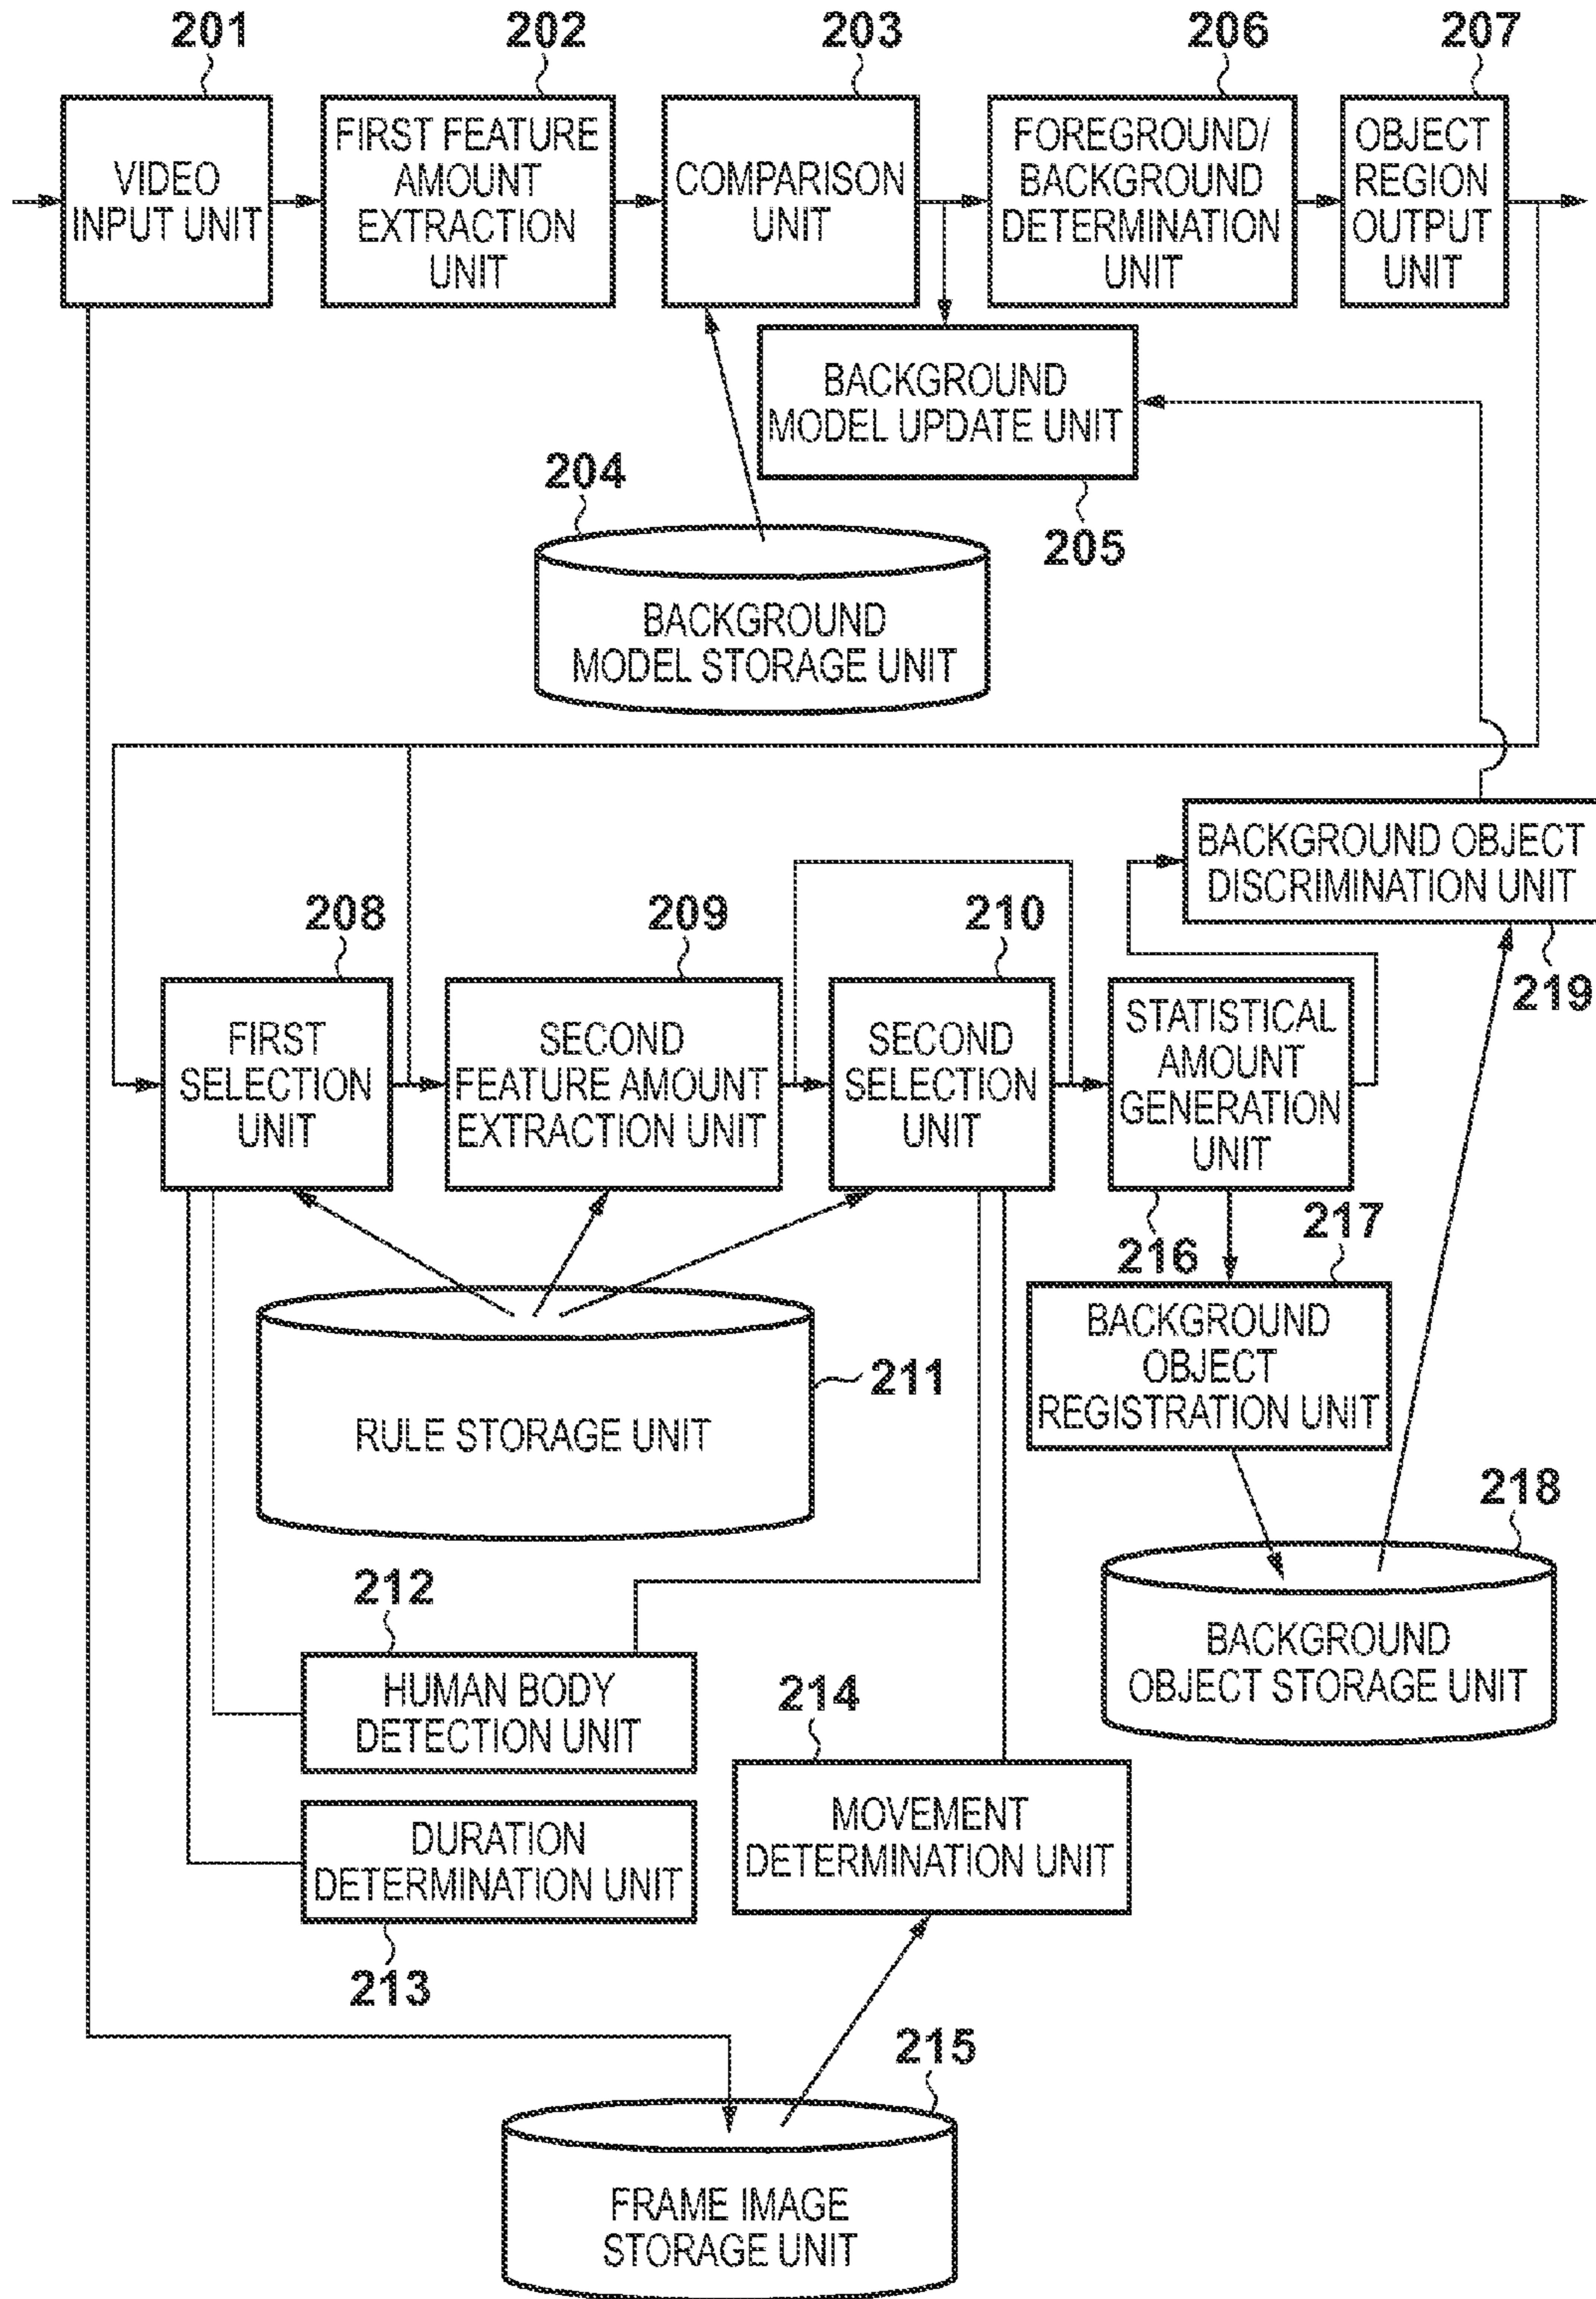 201
202
203
206
207
VIDEO
INPUT UNIT
FIRST FEATURE
AMOUNT
EXTRACTION
UNIT
COMPARISON
UNIT
FOREGROUND/
BACKGROUND
DETERMINATION
UNIT
OBJECT
REGION
OUTPUT
UNIT
BACKGROUND
MODEL UPDATE UNIT
204
205
BACKGROUND
MODEL STORAGE UNIT
BACKGROUND OBJECT
DISCRIMINATION UNIT
208
209
210
219
FIRST
SELECTION
UNIT
SECOND
FEATURE AMOUNT
EXTRACTION UNIT
SECOND
SELECTION
UNIT
STATISTICAL
AMOUNT
GENERATION
UNIT
216
217
BACKGROUND
OBJECT
REGISTRATION UNIT
211
RULE STORAGE UNIT
218
BACKGROUND
OBJECT STORAGE UNIT
212
HUMAN BODY
DETECTION UNIT
214
MOVEMENT
DETERMINATION UNIT
DURATION
DETERMINATION UNIT
213
215
FRAME IMAGE
STORAGE UNIT